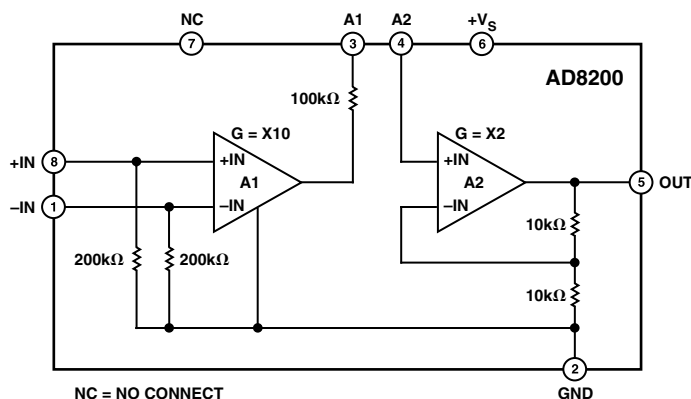 NC A1 A2 +VS
7 3 4 6
AD8200
100kΩ
G = X10 G = X2
+IN 8 +IN +IN
A1 A2 5 OUT
–IN 1 –IN –IN
10kΩ
200kΩ 200kΩ
10kΩ
2
NC = NO CONNECT GND